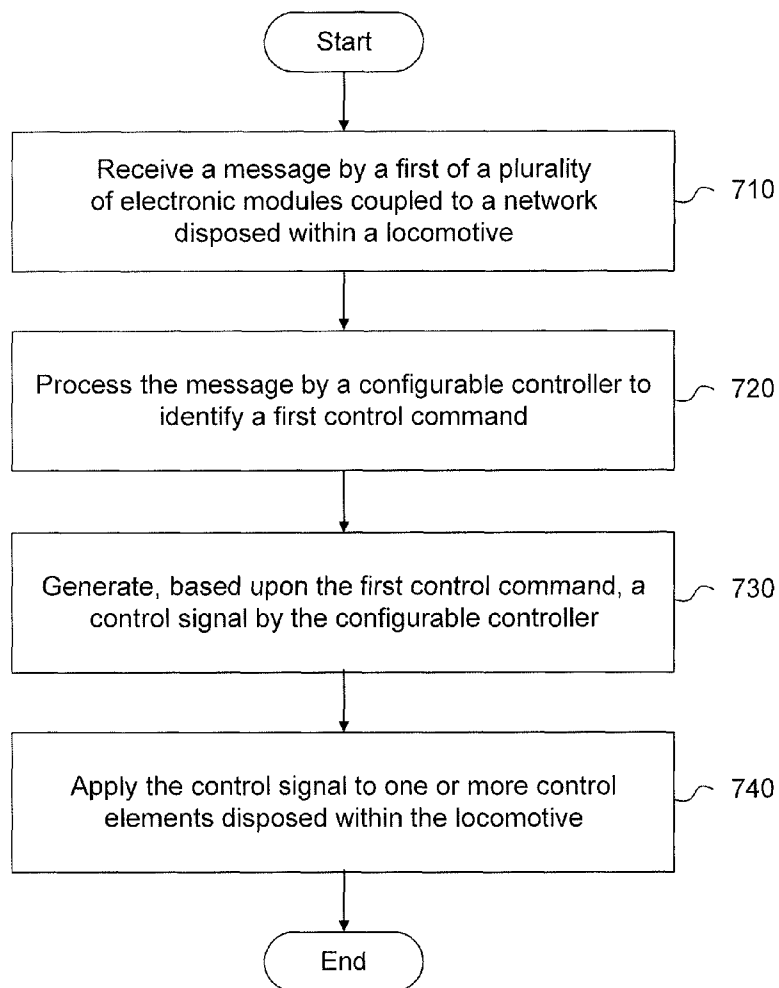 Start
Receive a message by a first of a plurality
of electronic modules coupled to a network
disposed within a locomotive
710
Process the message by a configurable controller to
identify a first control command
720
Generate, based upon the first control command, a
control signal by the configurable controller
730
Apply the control signal to one or more control
elements disposed within the locomotive
740
End